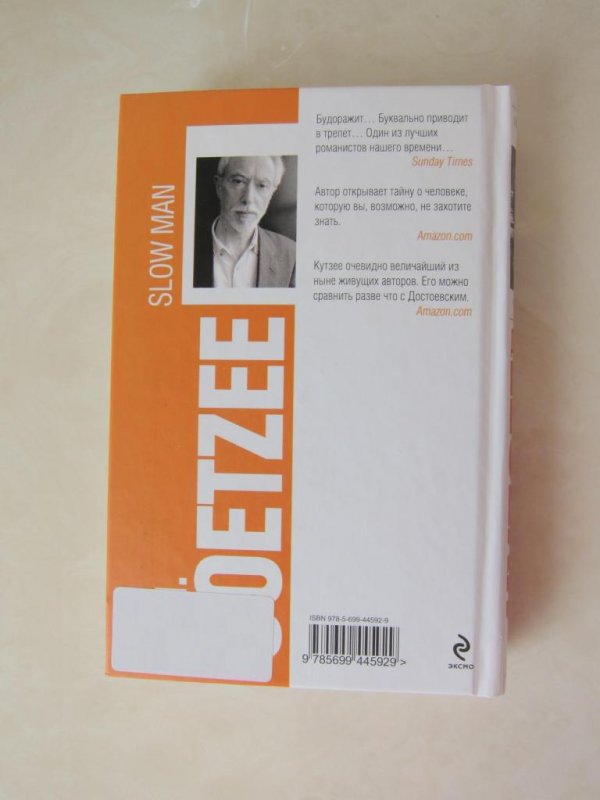 Будоражит... Буквально приводит
в трепет... Один из лучших
романистов нашего времени...
Sunday Times
Автор открывает тайну о человеке,
которую вы, возможно, не захотите
знать.
Amazon.com
Кутзее очевидно величайший из
ныне живущих авторов. Его можно
сравнить разве что с Достоевским.
Amazon.com
SLOW MAN
OETZEE
ISBN 978-5-699-44592-9
9 785699 445929 >
ЭКСМО